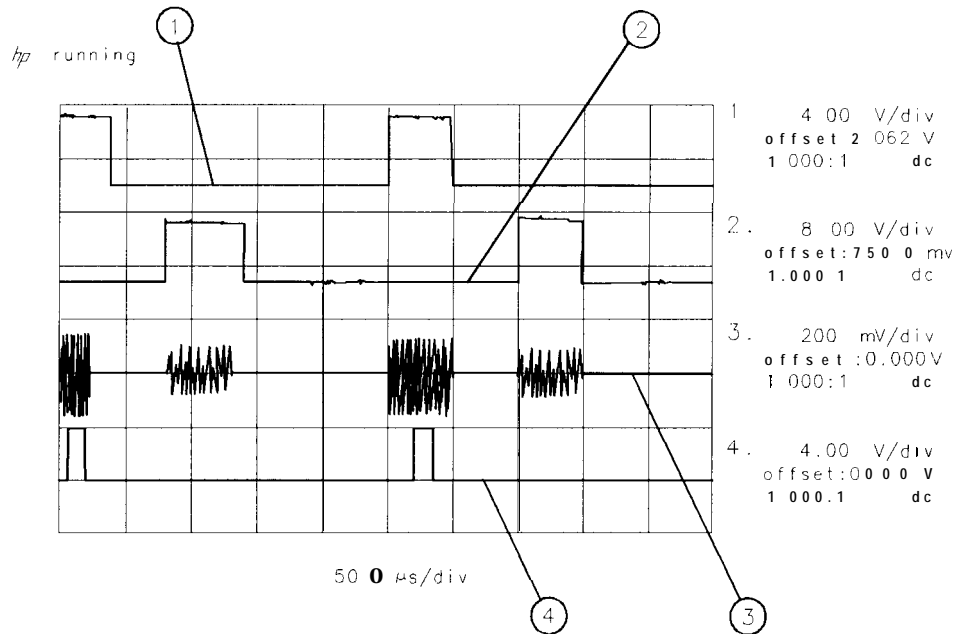 1
2
hp running
1 4 00 V/div
offset 2 062 V
1 000:1 dc
2. 8 00 V/div
offset:750 0 mv
1.000 1 dc
3. 200 mV/div
offset :0.000V
1 000:1 dc
4. 4.00 V/div
offset:0000 V
1 000.1 dc
50 0 µs/div
4
3